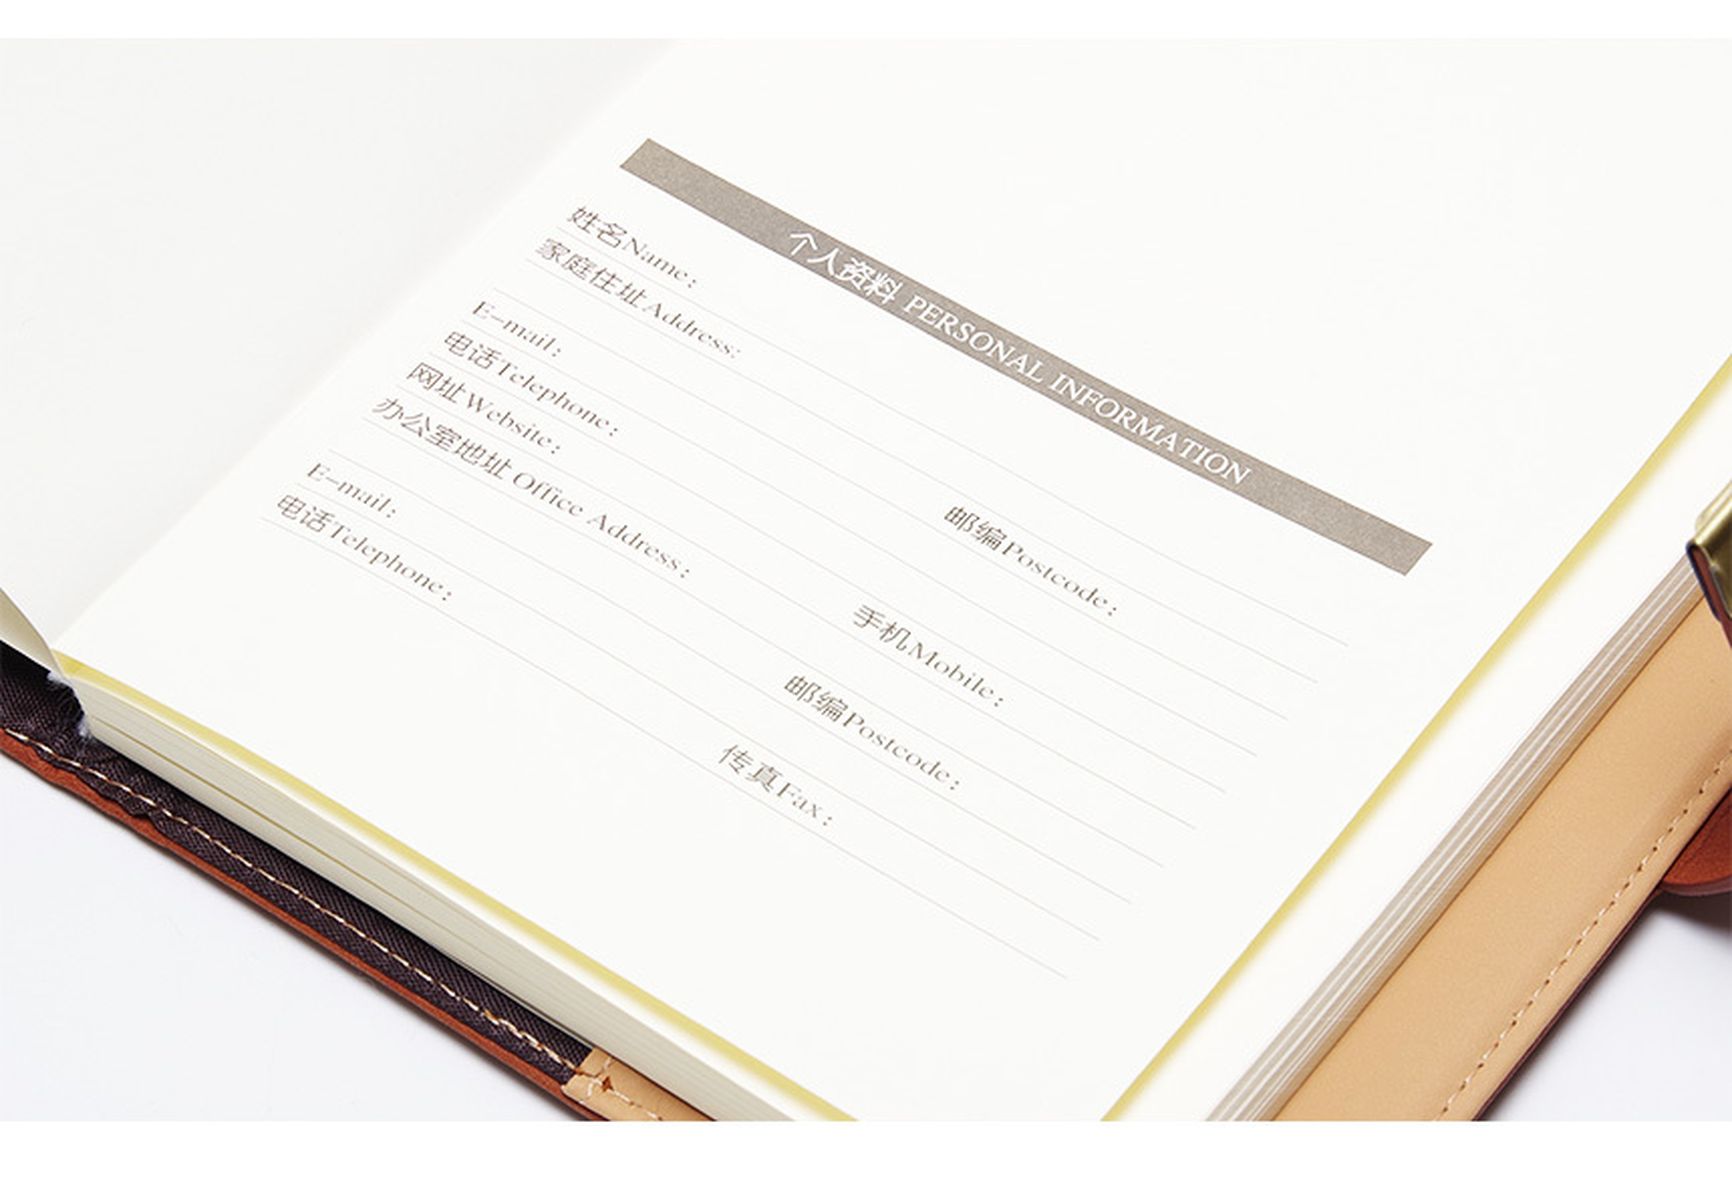 个人资料 PERSONAL INFORMATION
姓名Name：
家庭住址Address:
邮编Postcode：
E-mail：
电话Telephone：
网址Website： 手机Mobile：
办公室地址 Office Address：
邮编Postcode：
E-mail：
电话Telephone： 传真Fax：